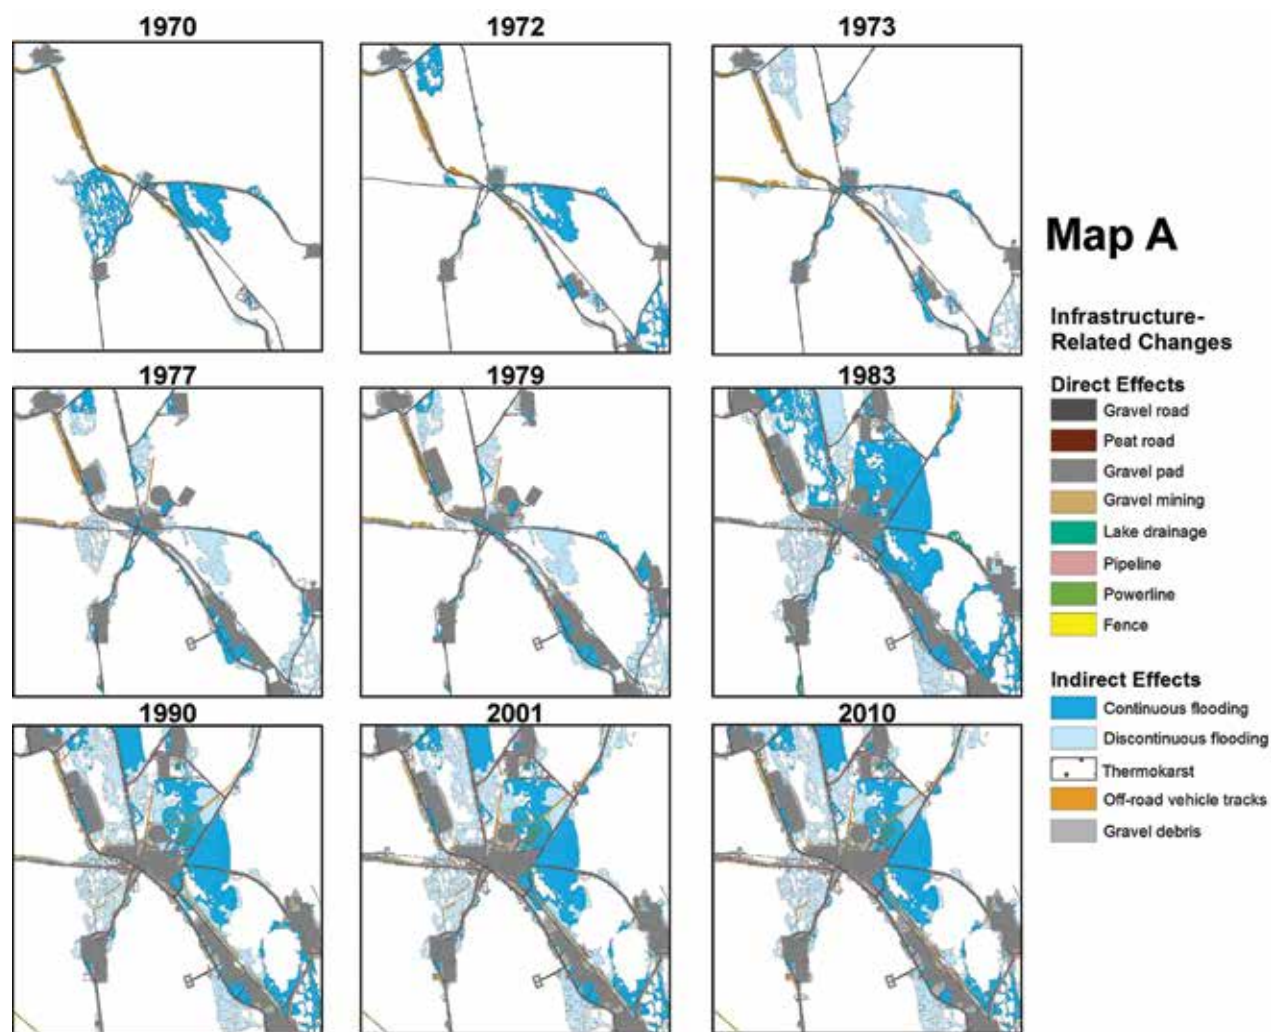 1970
1972
1973
1977
1979
1983
1990
2001
2010
Map A
Infrastructure-
Related Changes
Direct Effects
Gravel road
Peat road
Gravel pad
Gravel mining
Lake drainage
Pipeline
Powerline
Fence
Indirect Effects
Continuous flooding
Discontinuous flooding
Thermokarst
Off-road vehicle tracks
Gravel debris